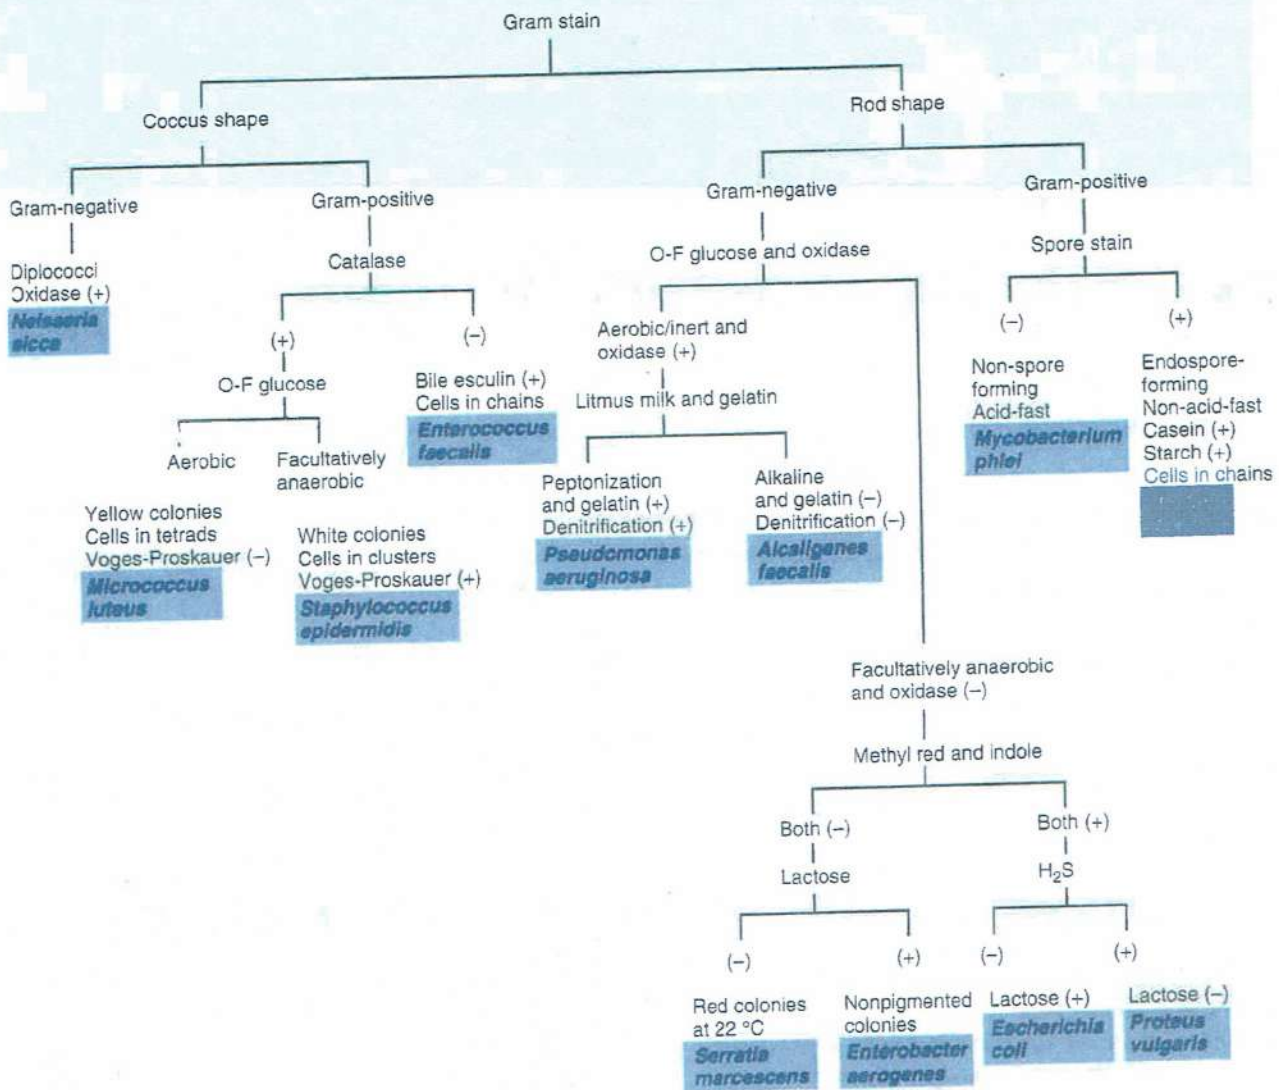 Gram stain
Coccus shape
Rod shape
Gram-negative
Gram-positive
Gram-negative
Gram-positive
Diplococci
Oxidase (+)
Neisseria
sicca
Catalase
(+)
(–)
O-F glucose
Bile esculin (+)
Cells in chains
Enterococcus
faecalis
Aerobic
Facultatively
anaerobic
Yellow colonies
Cells in tetrads
Voges-Proskauer (–)
Micrococcus
luteus
White colonies
Cells in clusters
Voges-Proskauer (+)
Staphylococcus
epidermidis
O-F glucose and oxidase
Aerobic/inert and
oxidase (+)
Litmus milk and gelatin
Peptonization
and gelatin (+)
Denitrification (+)
Pseudomonas
aeruginosa
Alkaline
and gelatin (–)
Denitrification (–)
Alcaligenes
faecalis
Spore stain
(–)
(+)
Non-spore
forming
Acid-fast
Mycobacterium
phlei
Endospore-
forming
Non-acid-fast
Casein (+)
Starch (+)
Cells in chains
Facultatively anaerobic
and oxidase (–)
Methyl red and indole
Both (–)
Both (+)
Lactose
H₂S
(–)
(+)
(–)
(+)
Red colonies
at 22 °C
Serratia
marcescens
Nonpigmented
colonies
Enterobacter
aerogenes
Lactose (+)
Escherichia
coli
Lactose (–)
Proteus
vulgaris